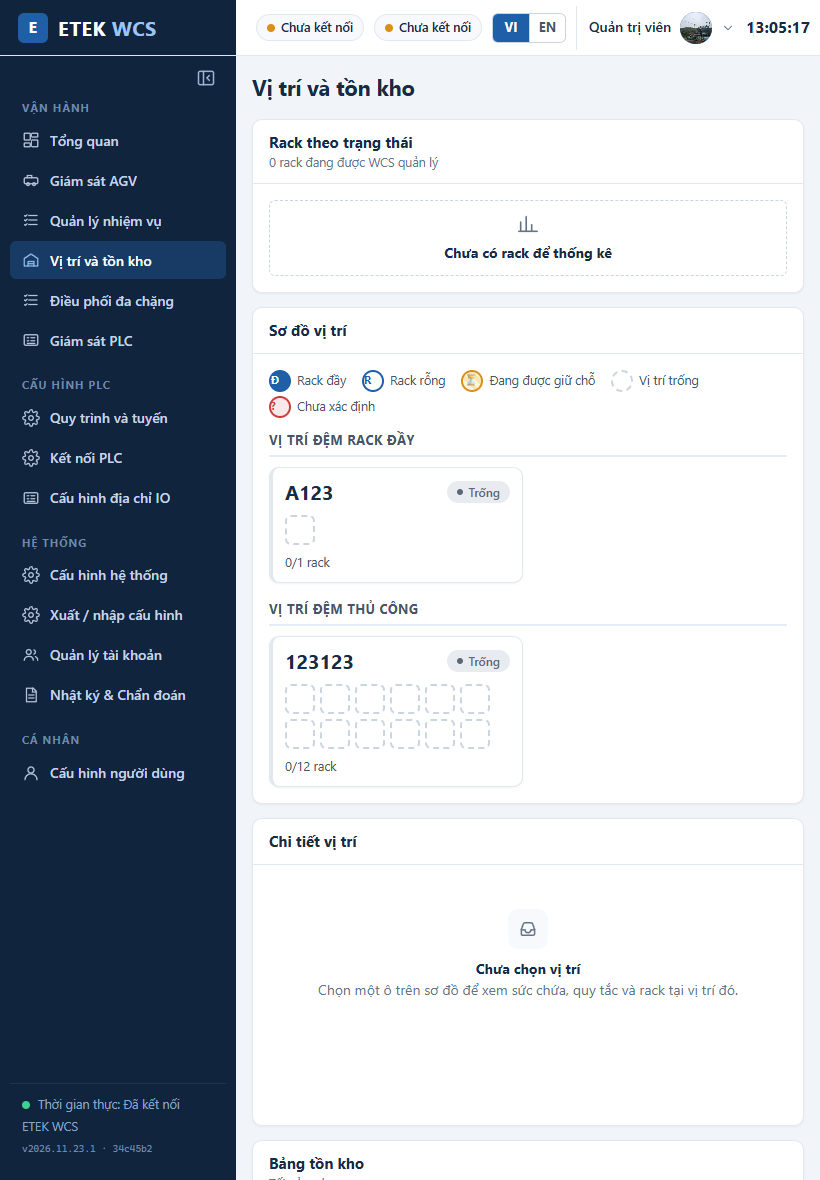 E ETEK WCS
Chưa kết nối
Chưa kết nối
VI EN
Quản trị viên
13:05:17
VẬN HÀNH
Tổng quan
Giám sát AGV
Quản lý nhiệm vụ
Vị trí và tồn kho
Điều phối đa chặng
Giám sát PLC
CẤU HÌNH PLC
Quy trình và tuyến
Kết nối PLC
Cấu hình địa chỉ IO
HỆ THỐNG
Cấu hình hệ thống
Xuất / nhập cấu hình
Quản lý tài khoản
Nhật ký & Chẩn đoán
CÁ NHÂN
Cấu hình người dùng
Thời gian thực: Đã kết nối
ETEK WCS
v2026.11.23.1 · 34c45b2
Vị trí và tồn kho
Rack theo trạng thái
0 rack đang được WCS quản lý
Chưa có rack để thống kê
Sơ đồ vị trí
Đ Rack đầy
R Rack rỗng
Đang được giữ chỗ
Vị trí trống
? Chưa xác định
VỊ TRÍ ĐỆM RACK ĐẦY
A123
Trống
0/1 rack
VỊ TRÍ ĐỆM THỦ CÔNG
123123
Trống
0/12 rack
Chi tiết vị trí
Chưa chọn vị trí
Chọn một ô trên sơ đồ để xem sức chứa, quy tắc và rack tại vị trí đó.
Bảng tồn kho